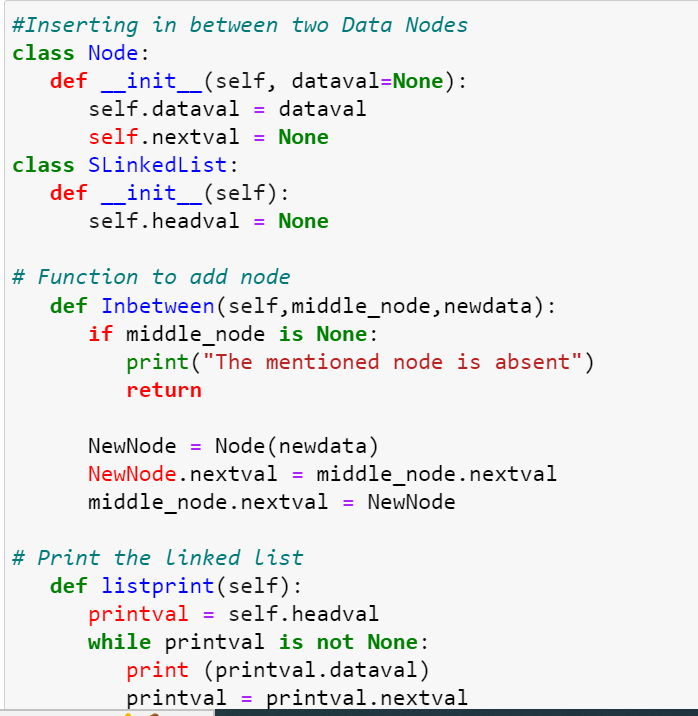 #Inserting in between two Data Nodes
class Node:
   def __init__(self, dataval=None):
      self.dataval = dataval
      self.nextval = None
class SLinkedList:
   def __init__(self):
      self.headval = None

# Function to add node
   def Inbetween(self,middle_node,newdata):
      if middle_node is None:
         print("The mentioned node is absent")
         return

      NewNode = Node(newdata)
      NewNode.nextval = middle_node.nextval
      middle_node.nextval = NewNode

# Print the linked list
   def listprint(self):
      printval = self.headval
      while printval is not None:
         print (printval.dataval)
         printval = printval.nextval